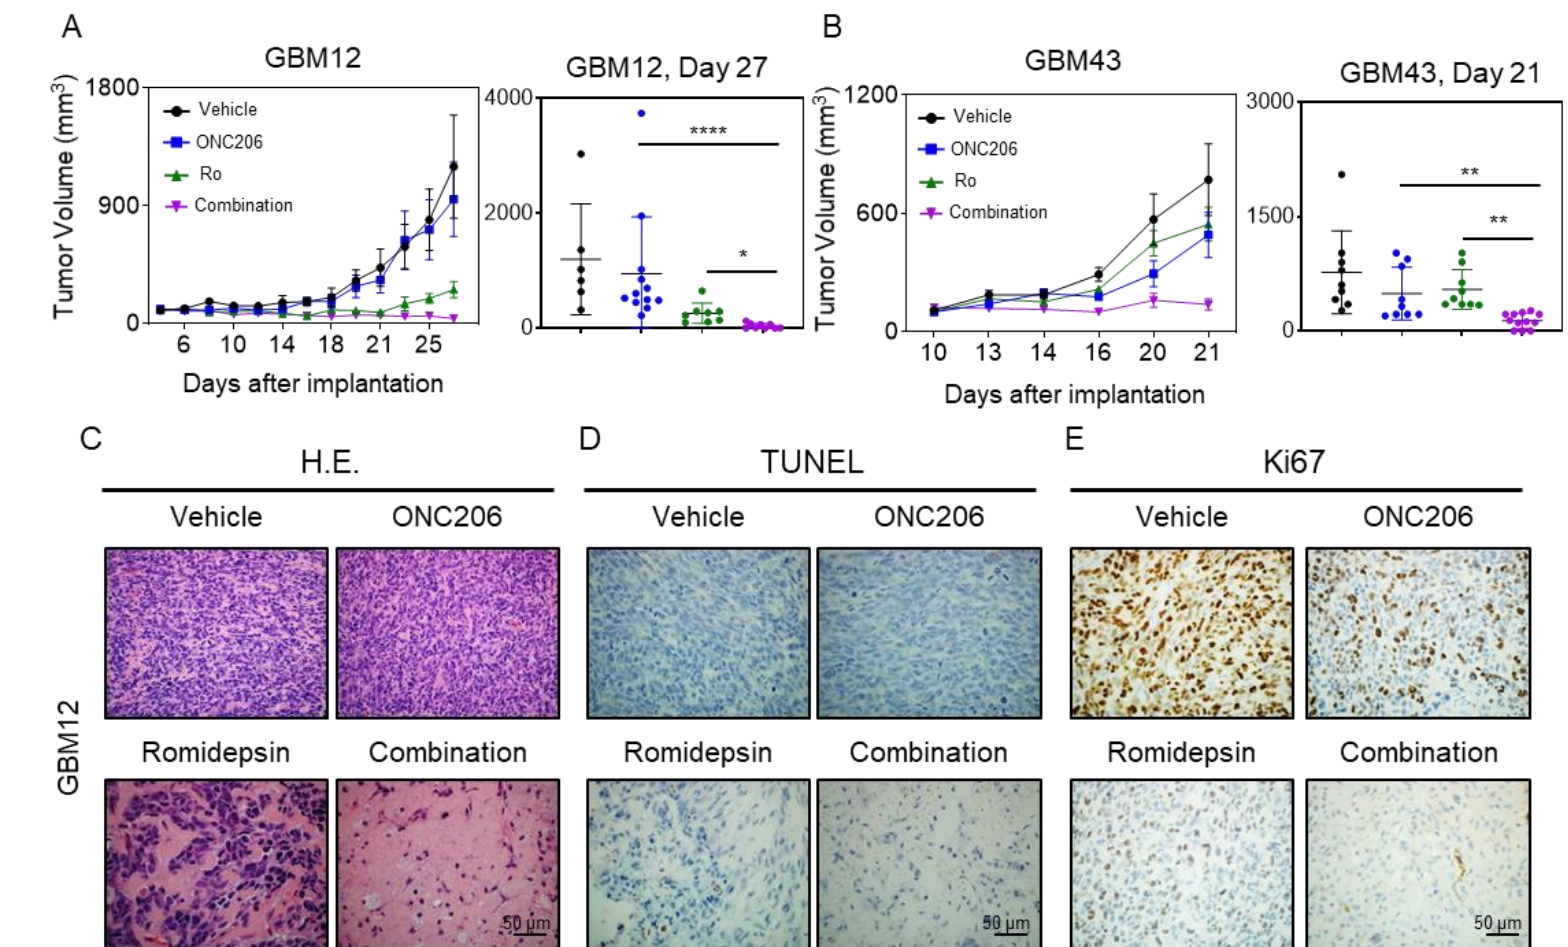 A
GBM12
Tumor Volume (mm³)
1800
900
0
Vehicle
ONC206
Ro
Combination
6 10 14 18 21 25
Days after implantation
GBM12, Day 27
4000
2000
0
****
*
B
GBM43
Tumor Volume (mm³)
1200
600
0
Vehicle
ONC206
Ro
Combination
10 13 14 16 20 21
Days after implantation
GBM43, Day 21
3000
1500
0
**
**
C
H.E.
Vehicle ONC206
Romidepsin Combination
50 µm
GBM12
D
TUNEL
Vehicle ONC206
Romidepsin Combination
50 µm
E
Ki67
Vehicle ONC206
Romidepsin Combination
50 µm